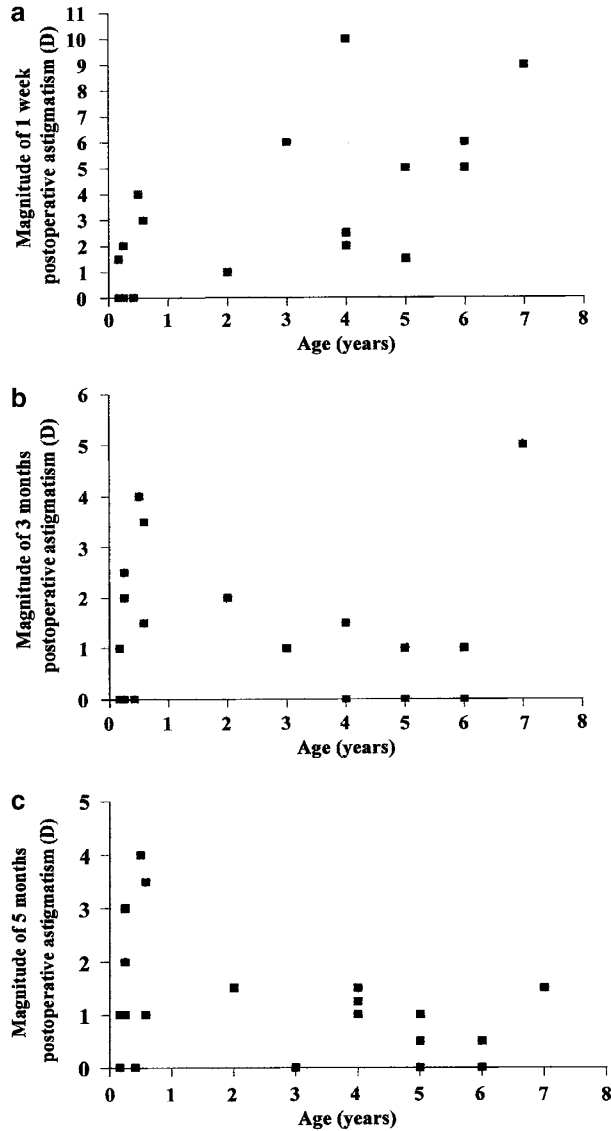 a
Magnitude of 1 week
postoperative astigmatism (D)
11
10
9
8
7
6
5
4
3
2
1
0
0 1 2 3 4 5 6 7 8
Age (years)
b
Magnitude of 3 months
postoperative astigmatism (D)
6
5
4
3
2
1
0
0 1 2 3 4 5 6 7 8
Age (years)
c
Magnitude of 5 months
postoperative astigmatism (D)
5
4
3
2
1
0
0 1 2 3 4 5 6 7 8
Age (years)